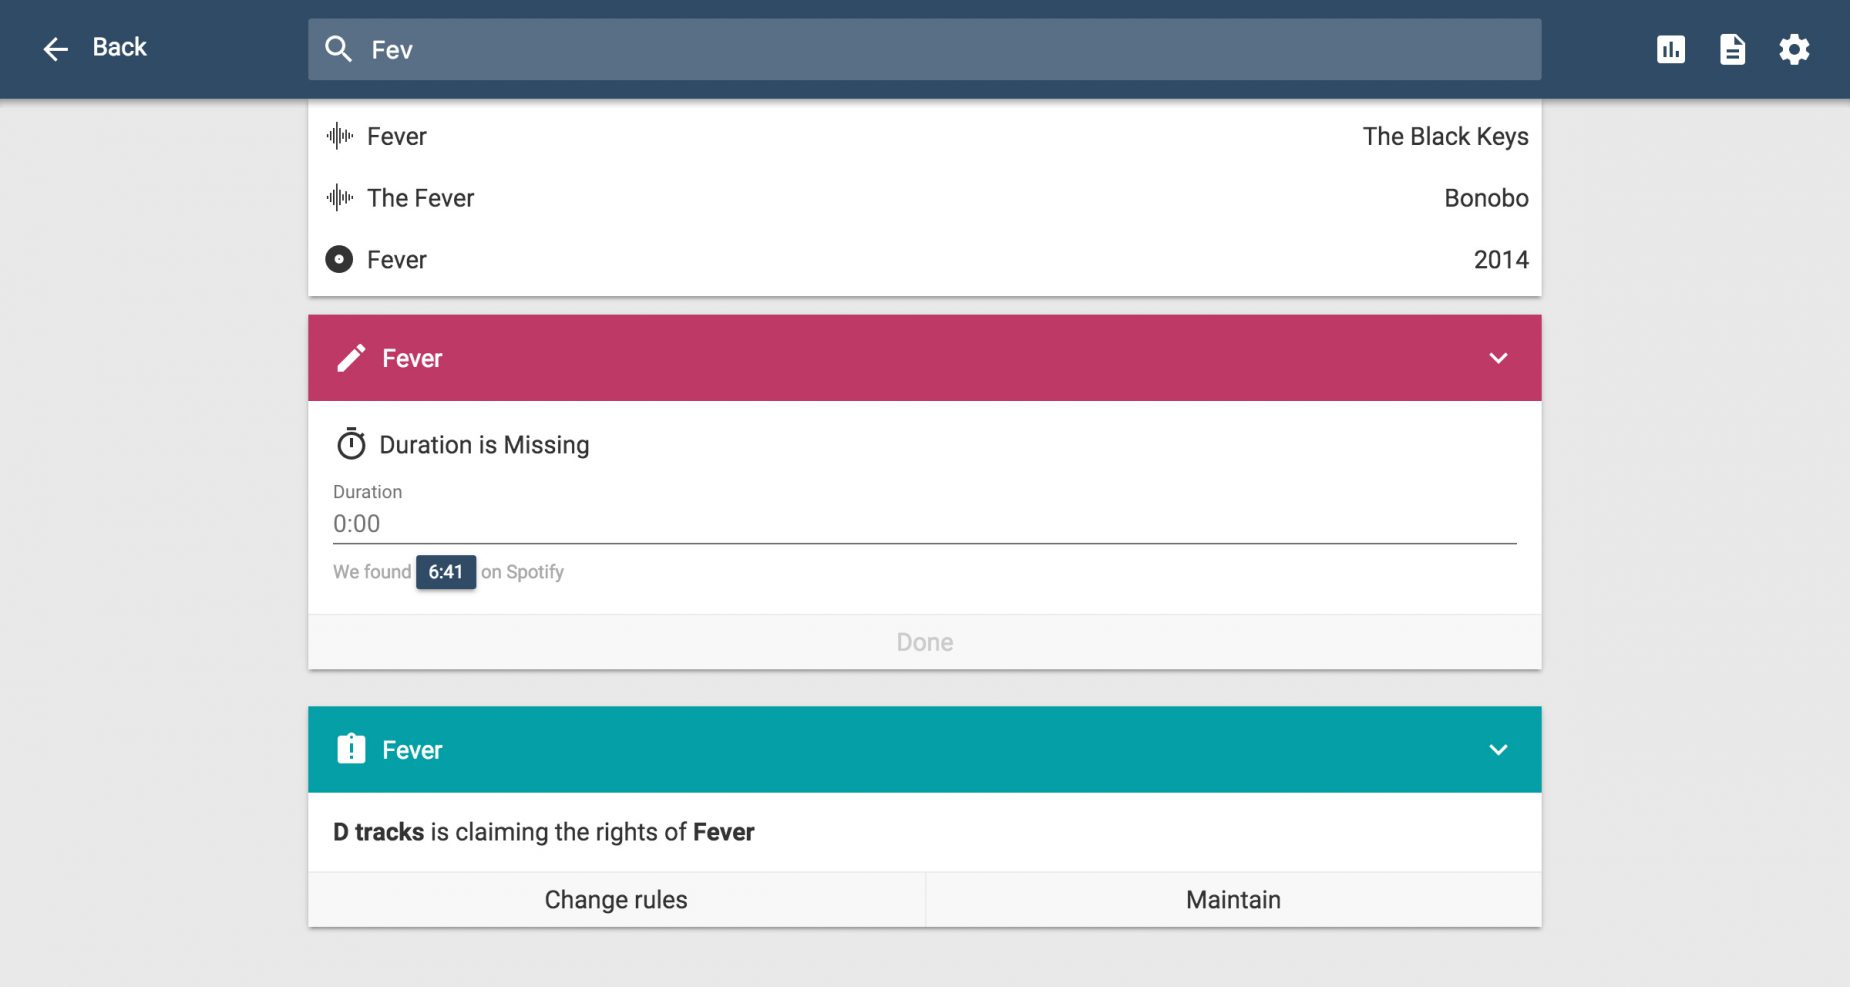 Back
Fev
Fever The Black Keys
The Fever Bonobo
Fever 2014
Fever
Duration is Missing
Duration
0:00
We found 6:41 on Spotify
Done
Fever
D tracks is claiming the rights of Fever
Change rules Maintain